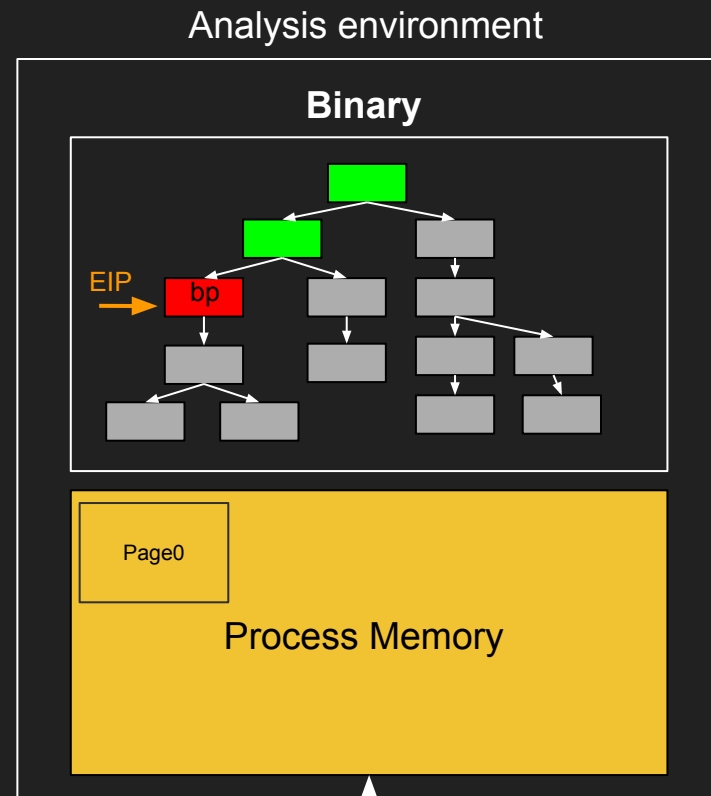 Analysis environment
Binary
EIP
bp
Page0
Process Memory